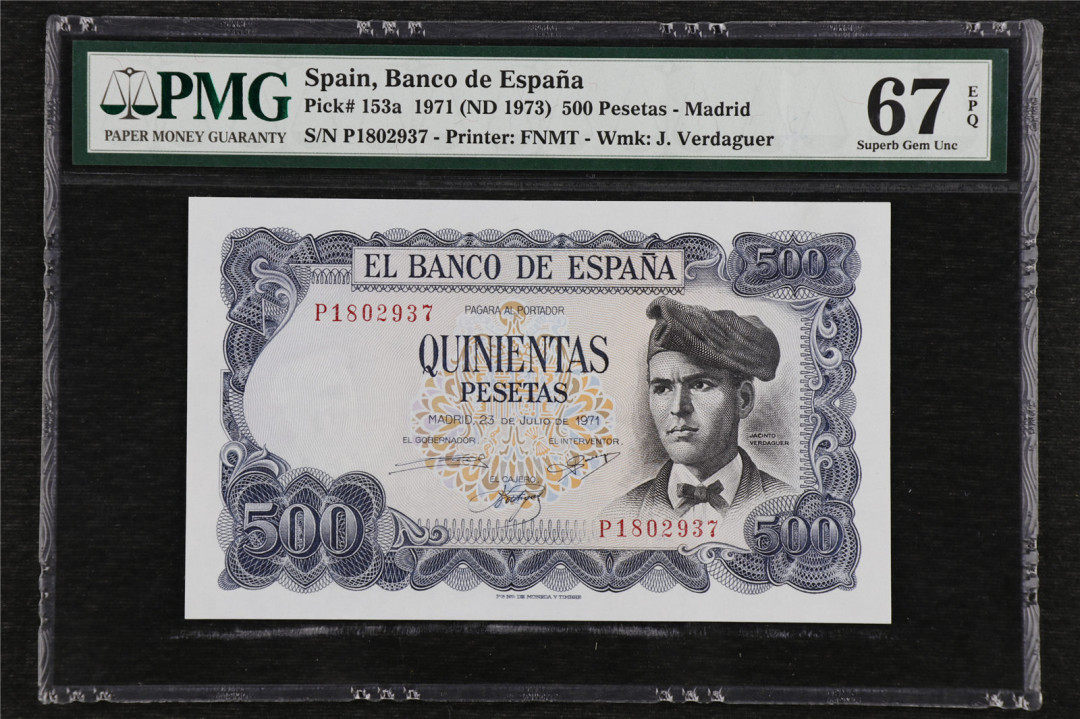 PMG
PAPER MONEY GUARANTY
Spain, Banco de España
Pick# 153a 1971 (ND 1973) 500 Pesetas - Madrid
S/N P1802937 - Printer: FNMT - Wmk: J. Verdaguer
67
EPQ
Superb Gem Unc
EL BANCO DE ESPAÑA
500
P1802937
PAGARA AL PORTADOR
QUINIENTAS
PESETAS
MADRID, 23 DE JULIO DE 1971
EL GOBERNADOR,
EL INTERVENTOR,
JACINTO
VERDAGUER
EL CAJERO,
500
P1802937
500